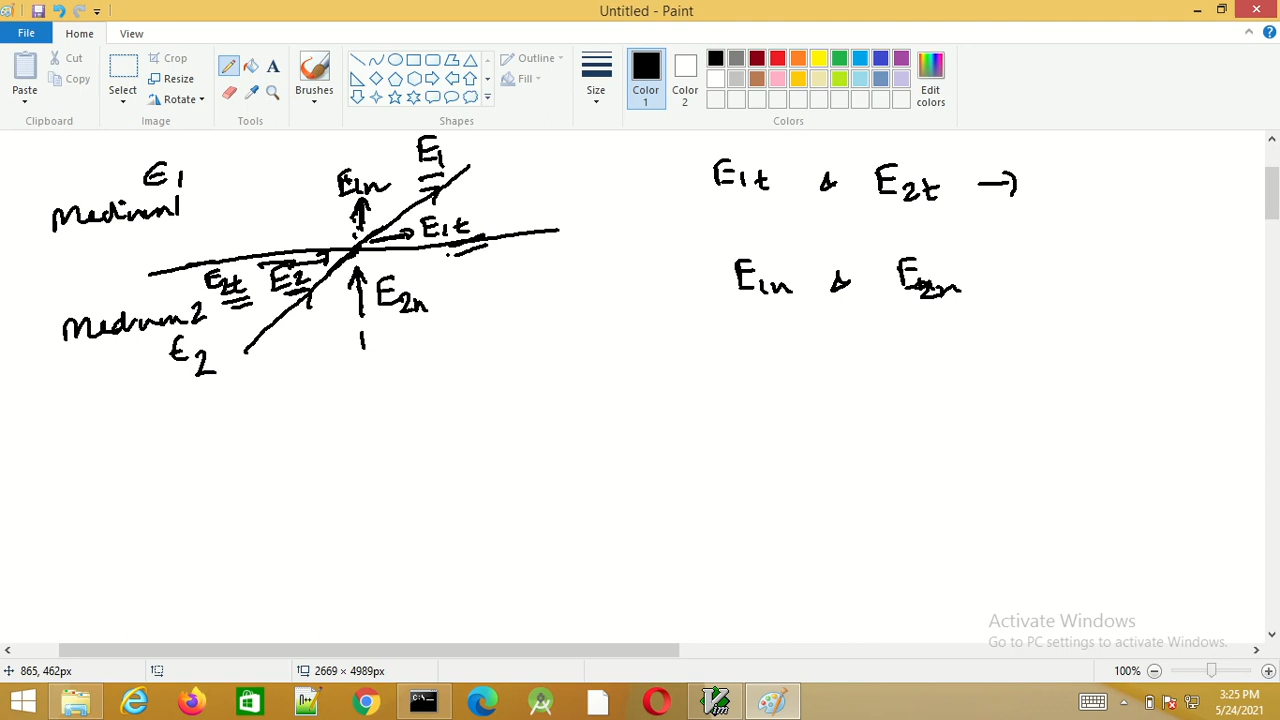 Untitled - Paint
File
Home
View
Paste
Cut
Copy
Clipboard
Select
Crop
Resize
Rotate
Image
Tools
Brushes
Outline
Fill
Shapes
Size
Color 1
Color 2
Edit colors
Colors
E1
E1n
E1t
ϵ1
Medium1
E2t
E2
E2n
Medium 2
ϵ2
E1t & E2t →
E1n & E2n
Activate Windows
Go to PC settings to activate Windows.
865, 462px
2669 × 4989px
100%
3:25 PM
5/24/2021